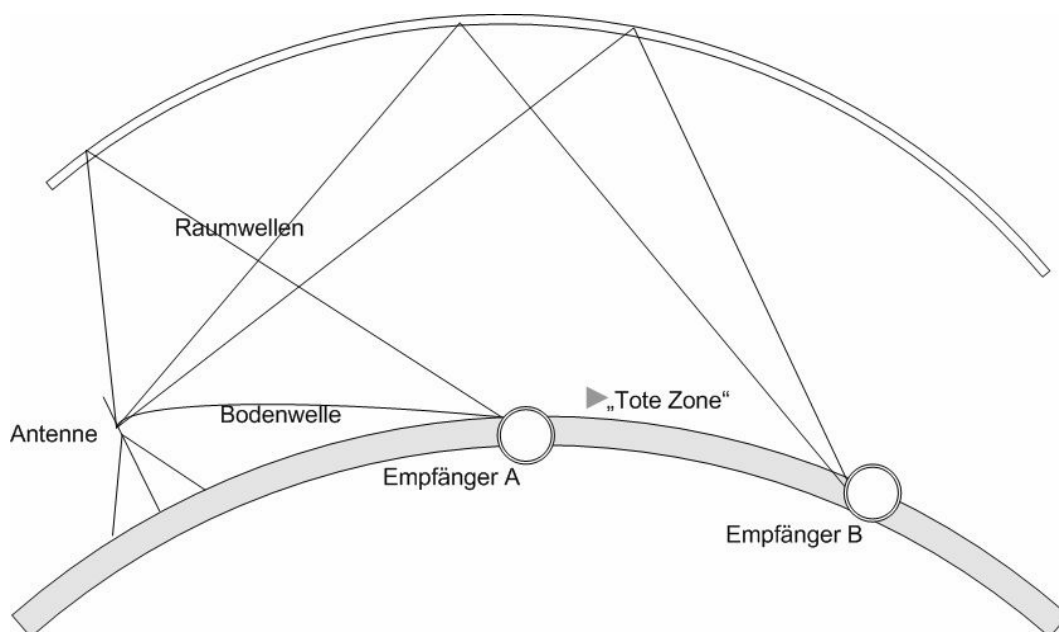 Raumwellen
„Tote Zone“
Bodenwelle
Antenne
Empfänger A
Empfänger B